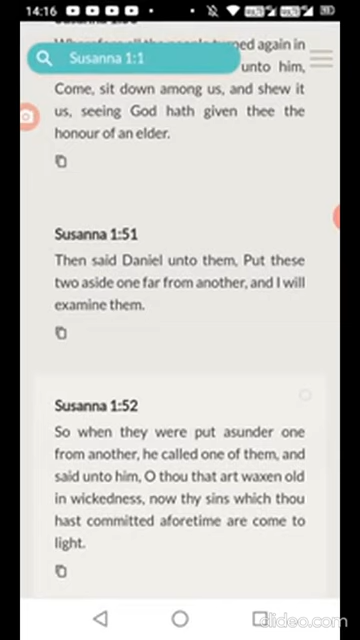 14:16
Susanna 1:1
turned again in
unto him,
Come, sit down among us, and shew it
us, seeing God hath given thee the
honour of an elder.
Susanna 1:51
Then said Daniel unto them, Put these
two aside one far from another, and I will
examine them.
Susanna 1:52
So when they were put asunder one
from another, he called one of them, and
said unto him, O thou that art waxen old
in wickedness, now thy sins which thou
hast committed aforetime are come to
light.
clideo.com